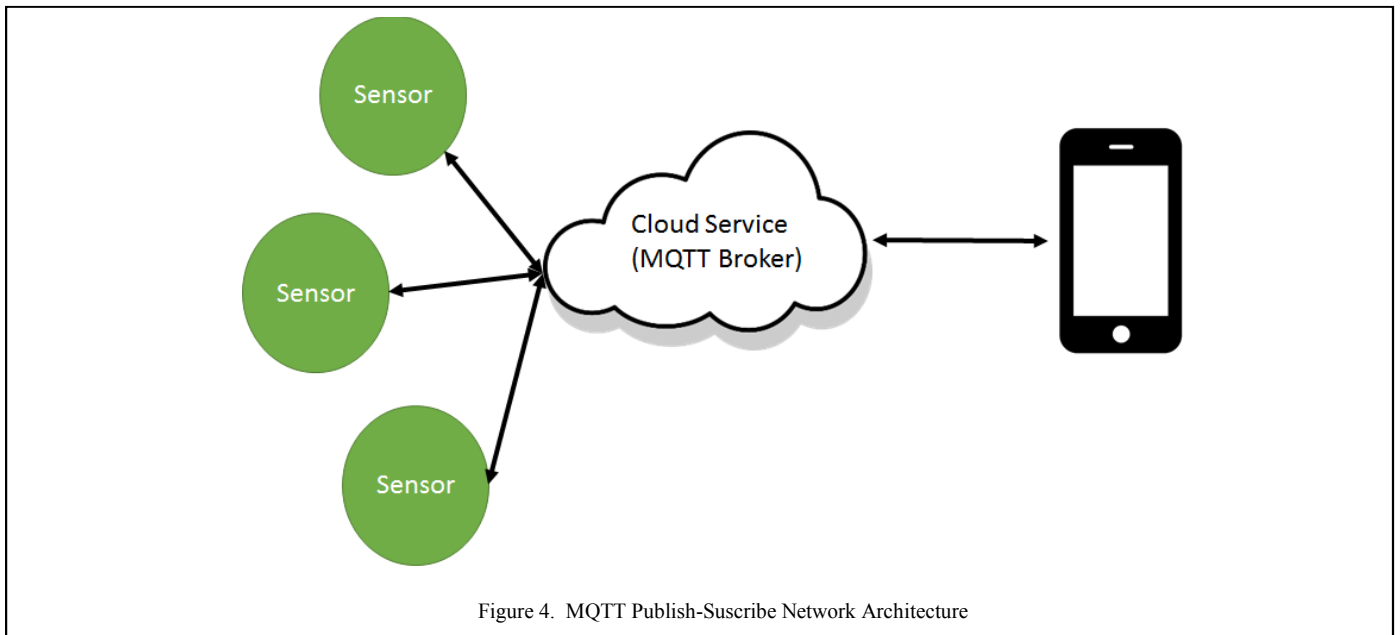 Sensor
Sensor
Sensor
Cloud Service
(MQTT Broker)
Figure 4. MQTT Publish-Suscribe Network Architecture